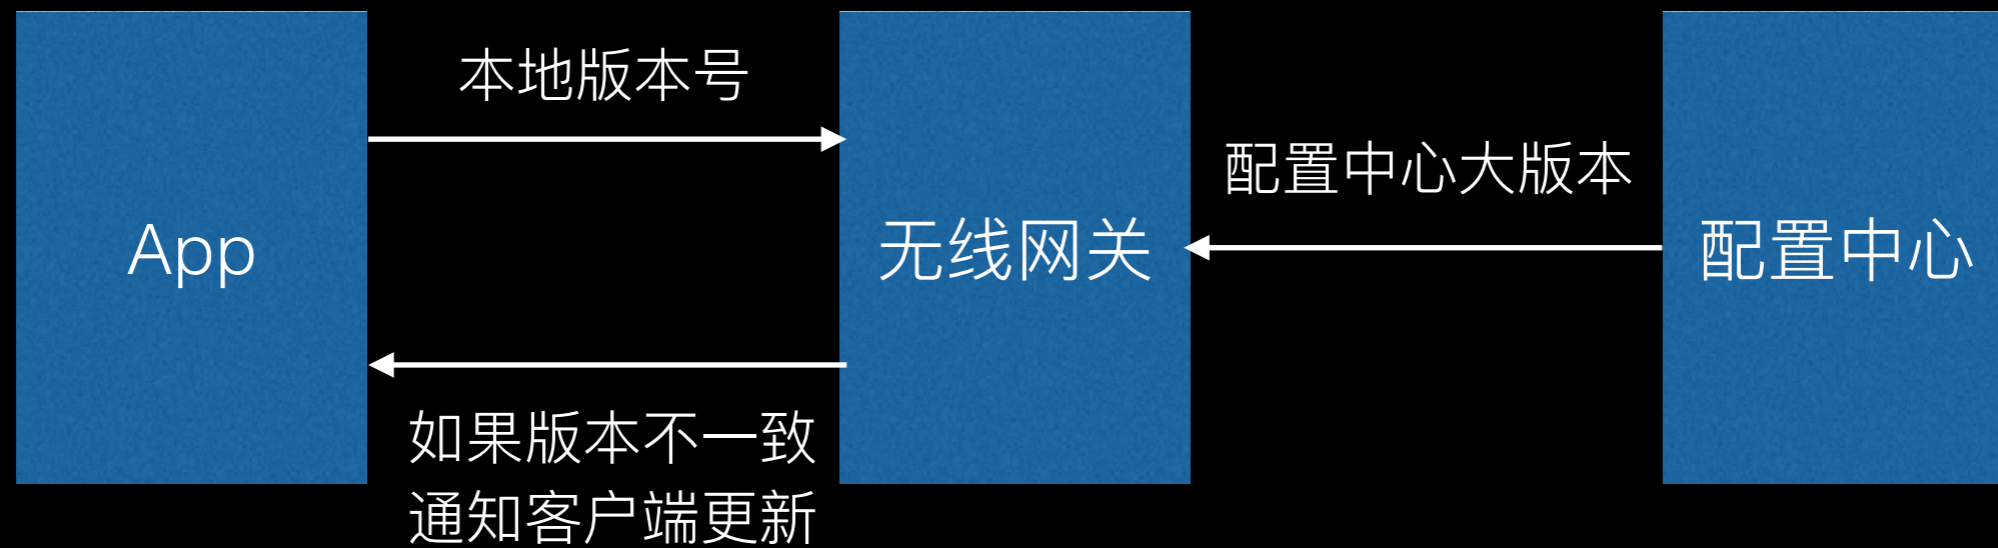 本地版本号
配置中心大版本
App
无线网关
配置中心
如果版本不一致
通知客户端更新